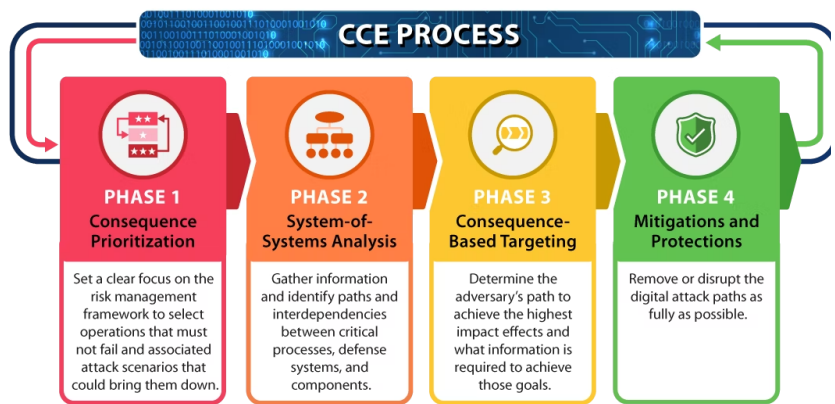 CCE PROCESS
PHASE 1
Consequence
Prioritization
Set a clear focus on the
risk management
framework to select
operations that must
not fail and associated
attack scenarios that
could bring them down.
PHASE 2
System-of-
Systems Analysis
Gather information
and identify paths and
interdependencies
between critical
processes, defense
systems, and
components.
PHASE 3
Consequence-
Based Targeting
Determine the
adversary's path to
achieve the highest
impact effects and
what information is
required to achieve
those goals.
PHASE 4
Mitigations and
Protections
Remove or disrupt the
digital attack paths as
fully as possible.